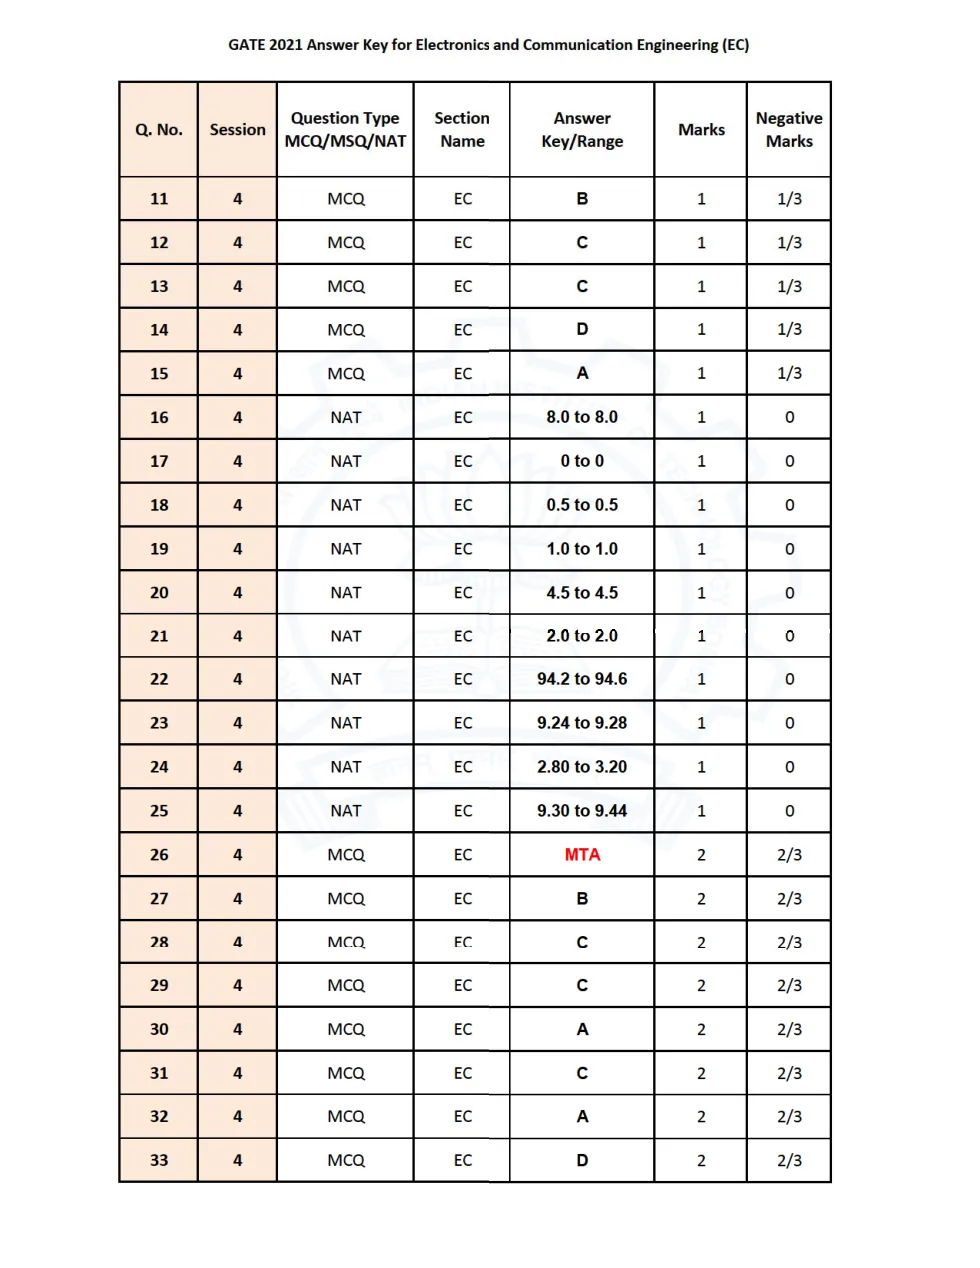 GATE 2021 Answer Key for Electronics and Communication Engineering (EC)
Q. No. Session Question Type MCQ/MSQ/NAT Section Name Answer Key/Range Marks Negative Marks
11 4 MCQ EC B 1 1/3
12 4 MCQ EC C 1 1/3
13 4 MCQ EC C 1 1/3
14 4 MCQ EC D 1 1/3
15 4 MCQ EC A 1 1/3
16 4 NAT EC 8.0 to 8.0 1 0
17 4 NAT EC 0 to 0 1 0
18 4 NAT EC 0.5 to 0.5 1 0
19 4 NAT EC 1.0 to 1.0 1 0
20 4 NAT EC 4.5 to 4.5 1 0
21 4 NAT EC 2.0 to 2.0 1 0
22 4 NAT EC 94.2 to 94.6 1 0
23 4 NAT EC 9.24 to 9.28 1 0
24 4 NAT EC 2.80 to 3.20 1 0
25 4 NAT EC 9.30 to 9.44 1 0
26 4 MCQ EC MTA 2 2/3
27 4 MCQ EC B 2 2/3
28 4 MCQ EC C 2 2/3
29 4 MCQ EC C 2 2/3
30 4 MCQ EC A 2 2/3
31 4 MCQ EC C 2 2/3
32 4 MCQ EC A 2 2/3
33 4 MCQ EC D 2 2/3